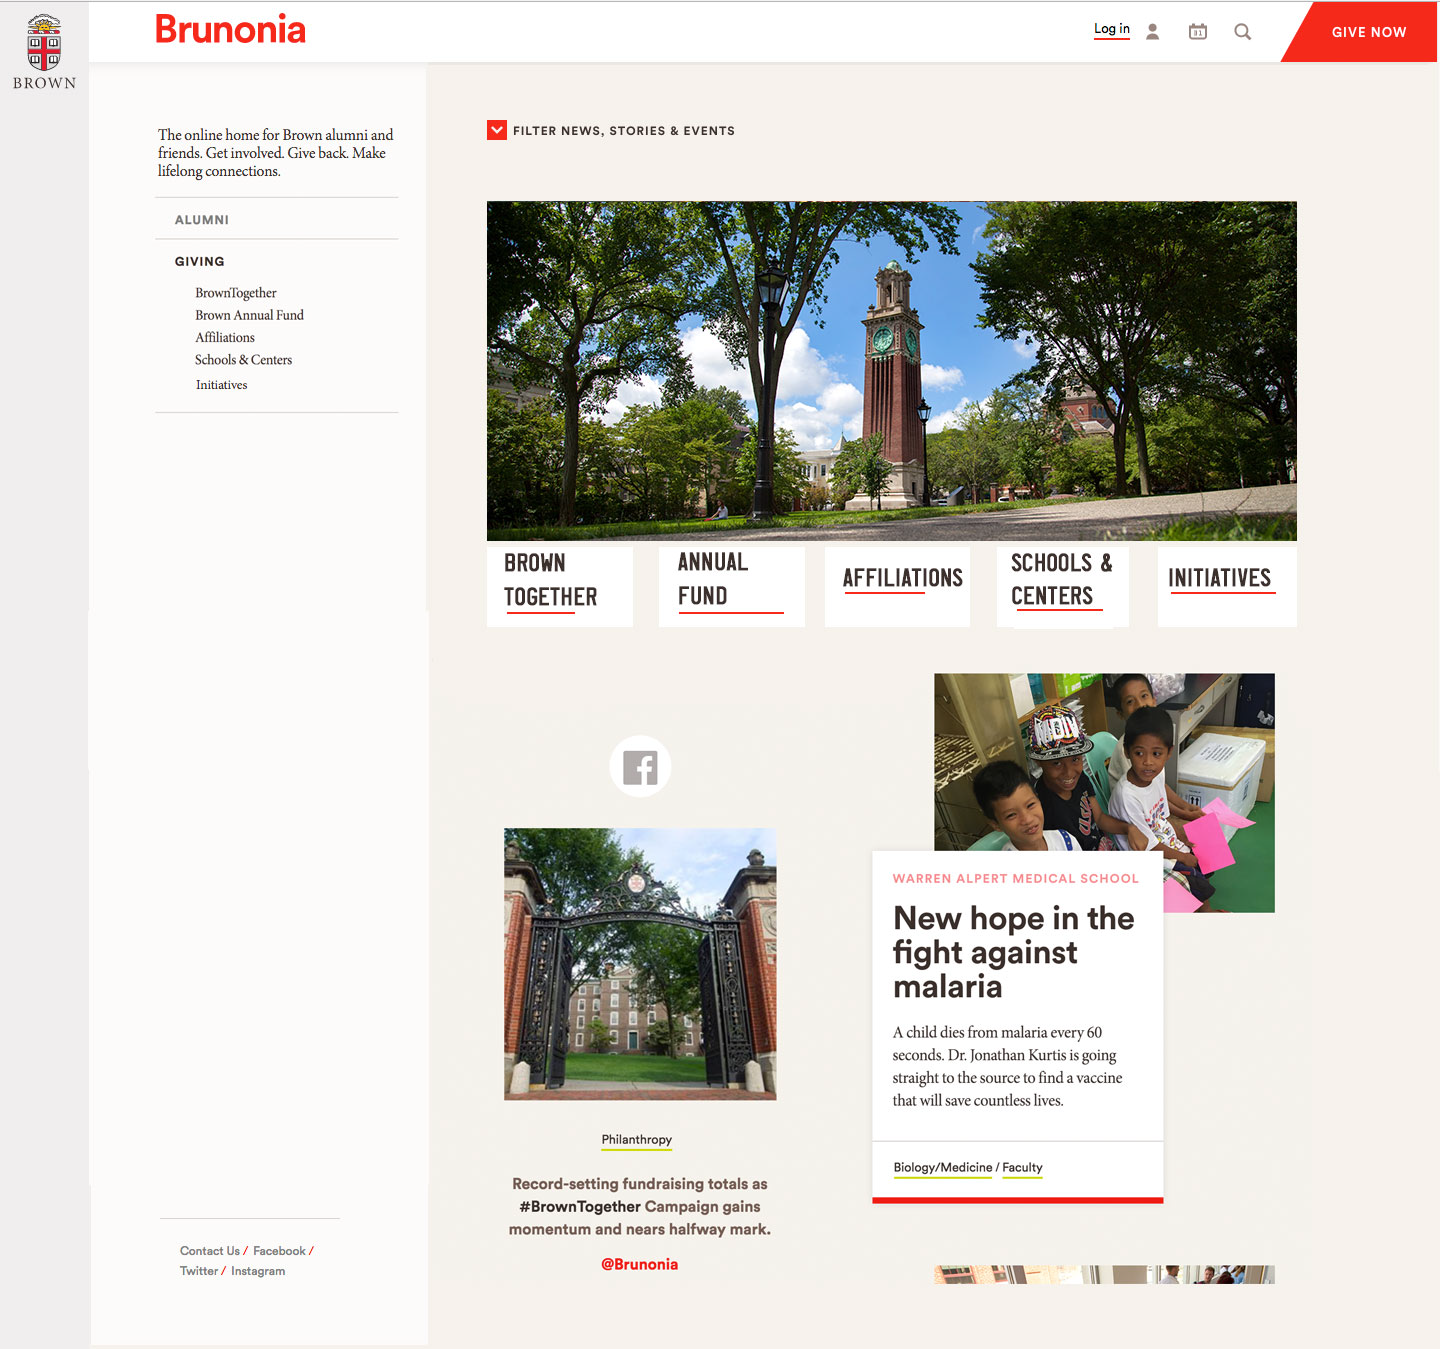 BROWN
Brunonia
Log in
31
GIVE NOW
The online home for Brown alumni and
friends. Get involved. Give back. Make
lifelong connections.
ALUMNI
GIVING
BrownTogether
Brown Annual Fund
Affiliations
Schools & Centers
Initiatives
FILTER NEWS, STORIES & EVENTS
BROWN
TOGETHER
ANNUAL
FUND
AFFILIATIONS
SCHOOLS &
CENTERS
INITIATIVES
Philanthropy
Record-setting fundraising totals as
#BrownTogether Campaign gains
momentum and nears halfway mark.
@Brunonia
WARREN ALPERT MEDICAL SCHOOL
New hope in the
fight against
malaria
A child dies from malaria every 60
seconds. Dr. Jonathan Kurtis is going
straight to the source to find a vaccine
that will save countless lives.
Biology/Medicine / Faculty
Contact Us / Facebook /
Twitter / Instagram